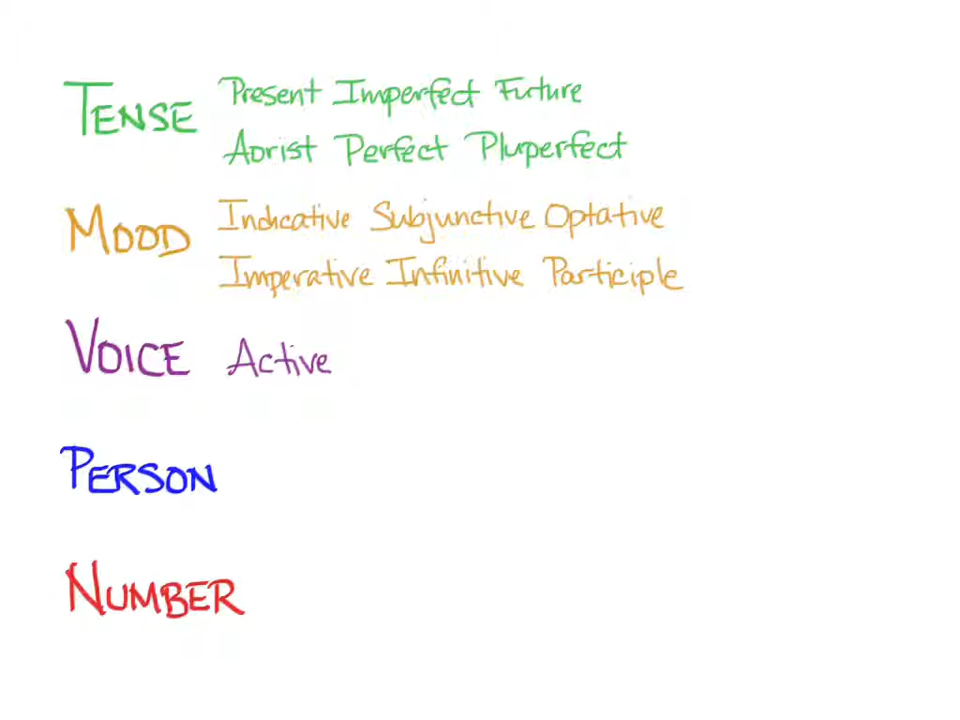 TENSE Present Imperfect Future
Aorist Perfect Pluperfect
MOOD Indicative Subjunctive Optative
Imperative Infinitive Participle
VOICE Active
PERSON
NUMBER